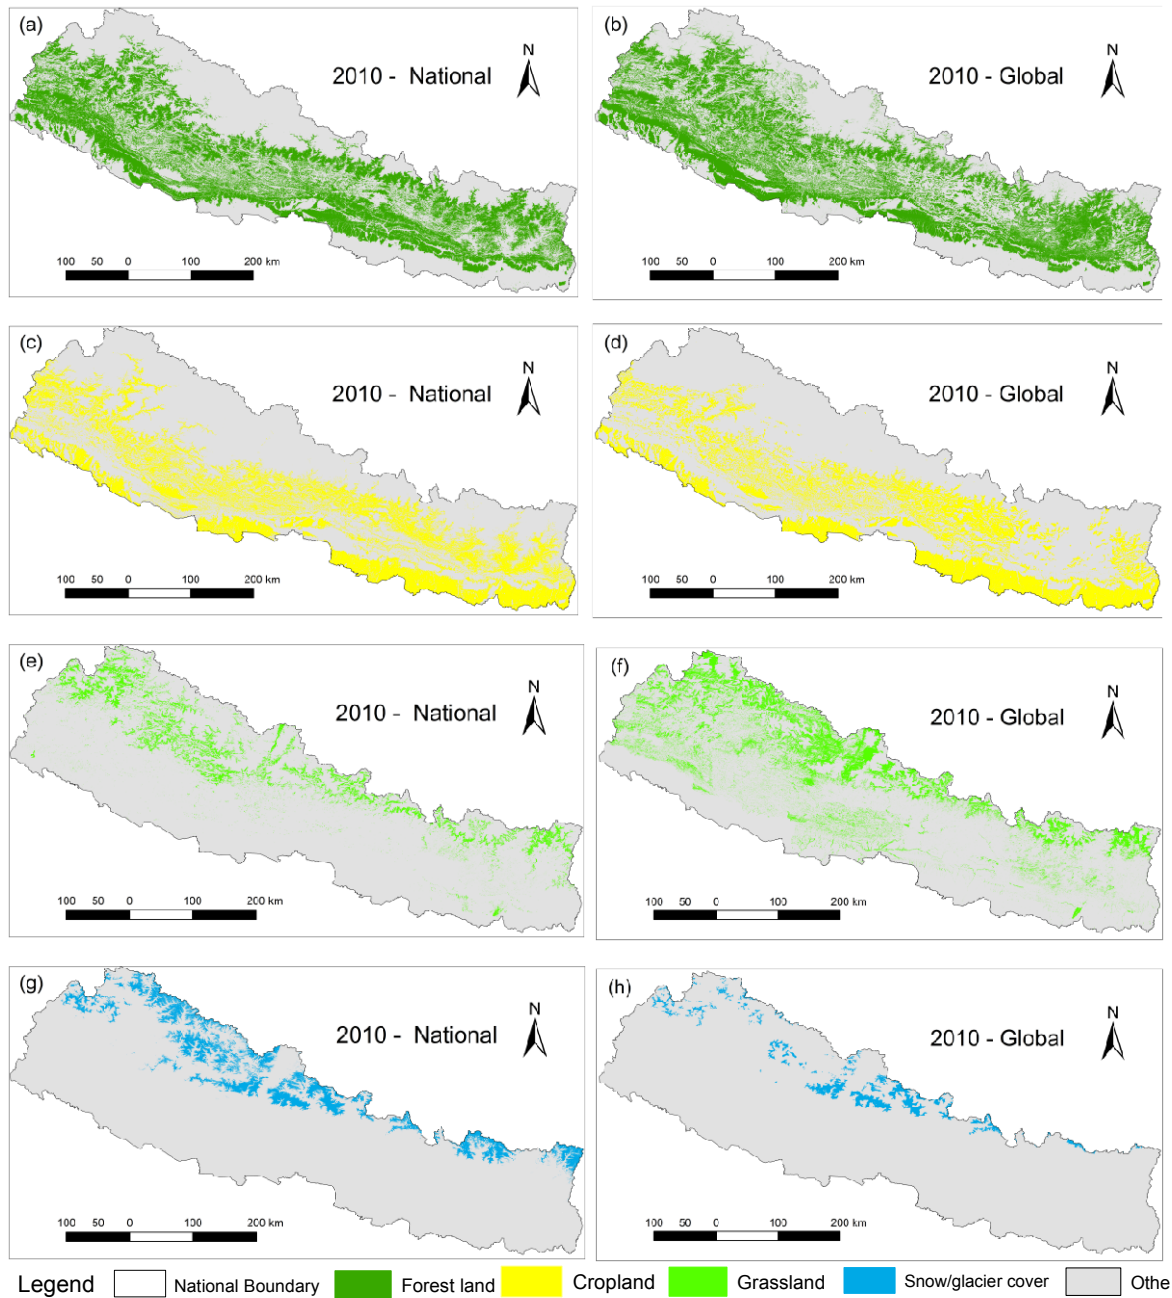 (a)
2010 - National
N
100 50 0 100 200 km
(b)
2010 - Global
N
100 50 0 100 200 km
(c)
2010 - National
N
100 50 0 100 200 km
(d)
2010 - Global
N
100 50 0 100 200 km
(e)
2010 - National
N
100 50 0 100 200 km
(f)
2010 - Global
N
100 50 0 100 200 km
(g)
2010 - National
N
100 50 0 100 200 km
(h)
2010 - Global
N
100 50 0 100 200 km
Legend National Boundary Forest land Cropland Grassland Snow/glacier cover Othe